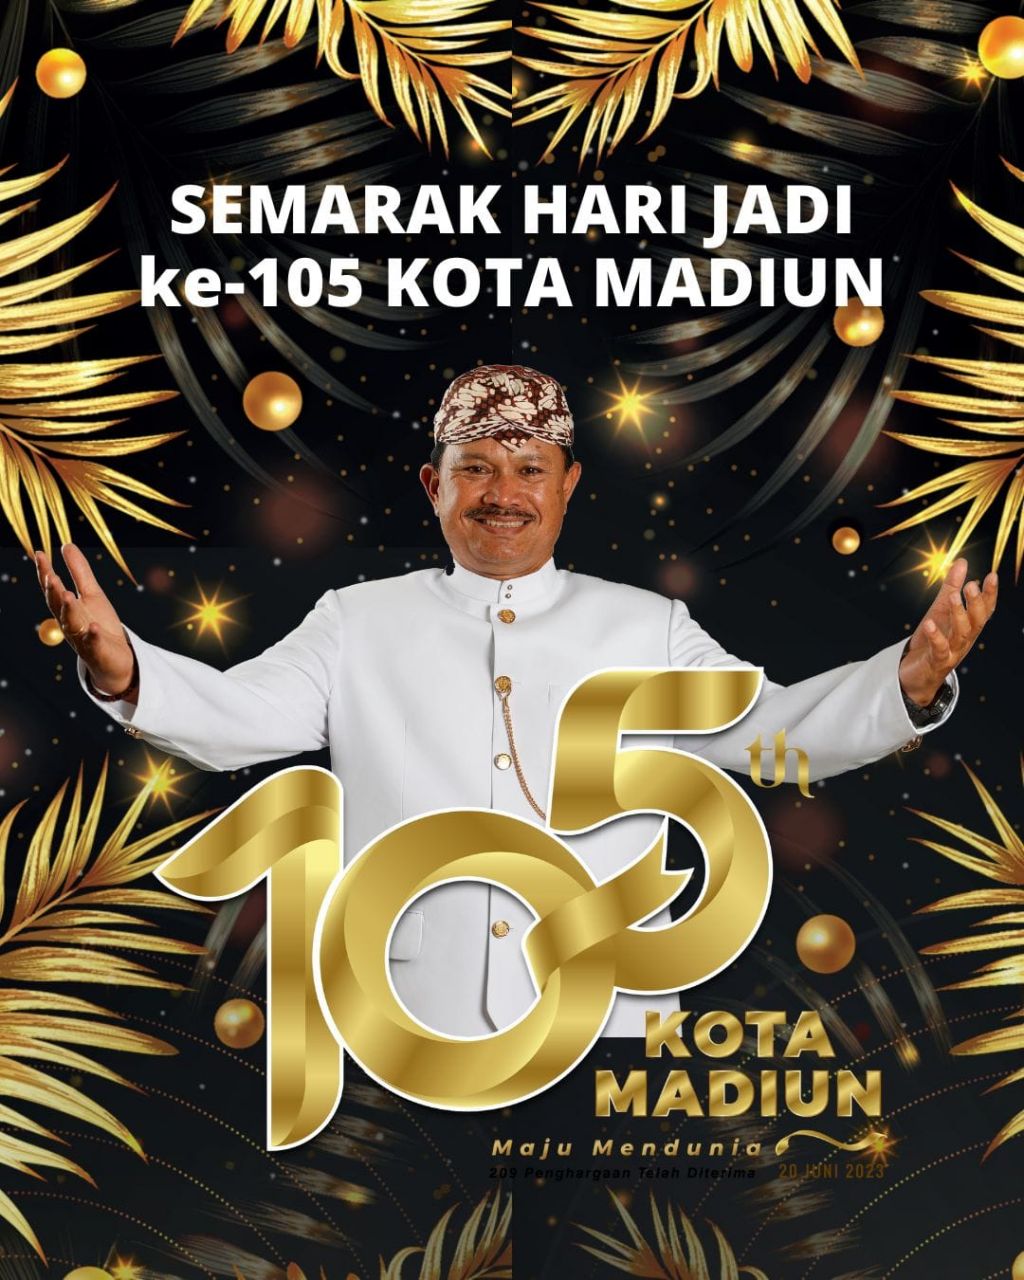 SEMARAK HARI JADI
ke-105 KOTA MADIUN
105th
KOTA
MADIUN
Maju Mendunia
209 Penghargaan Telah Diterima 20 JUNI 2023